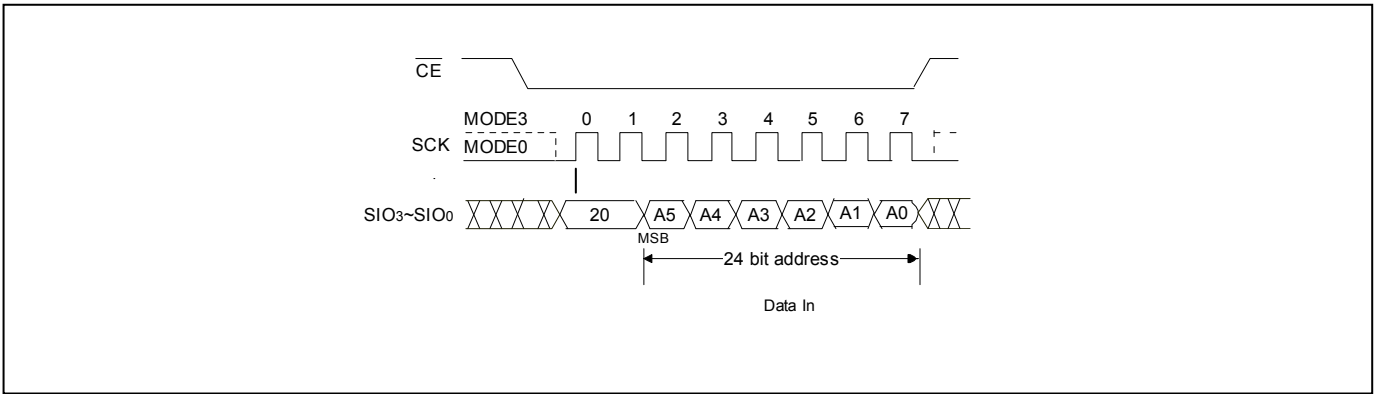 CE
MODE3 0 1 2 3 4 5 6 7
SCK MODE0
SIO3~SIO0 20 A5 A4 A3 A2 A1 A0
MSB
24 bit address
Data In